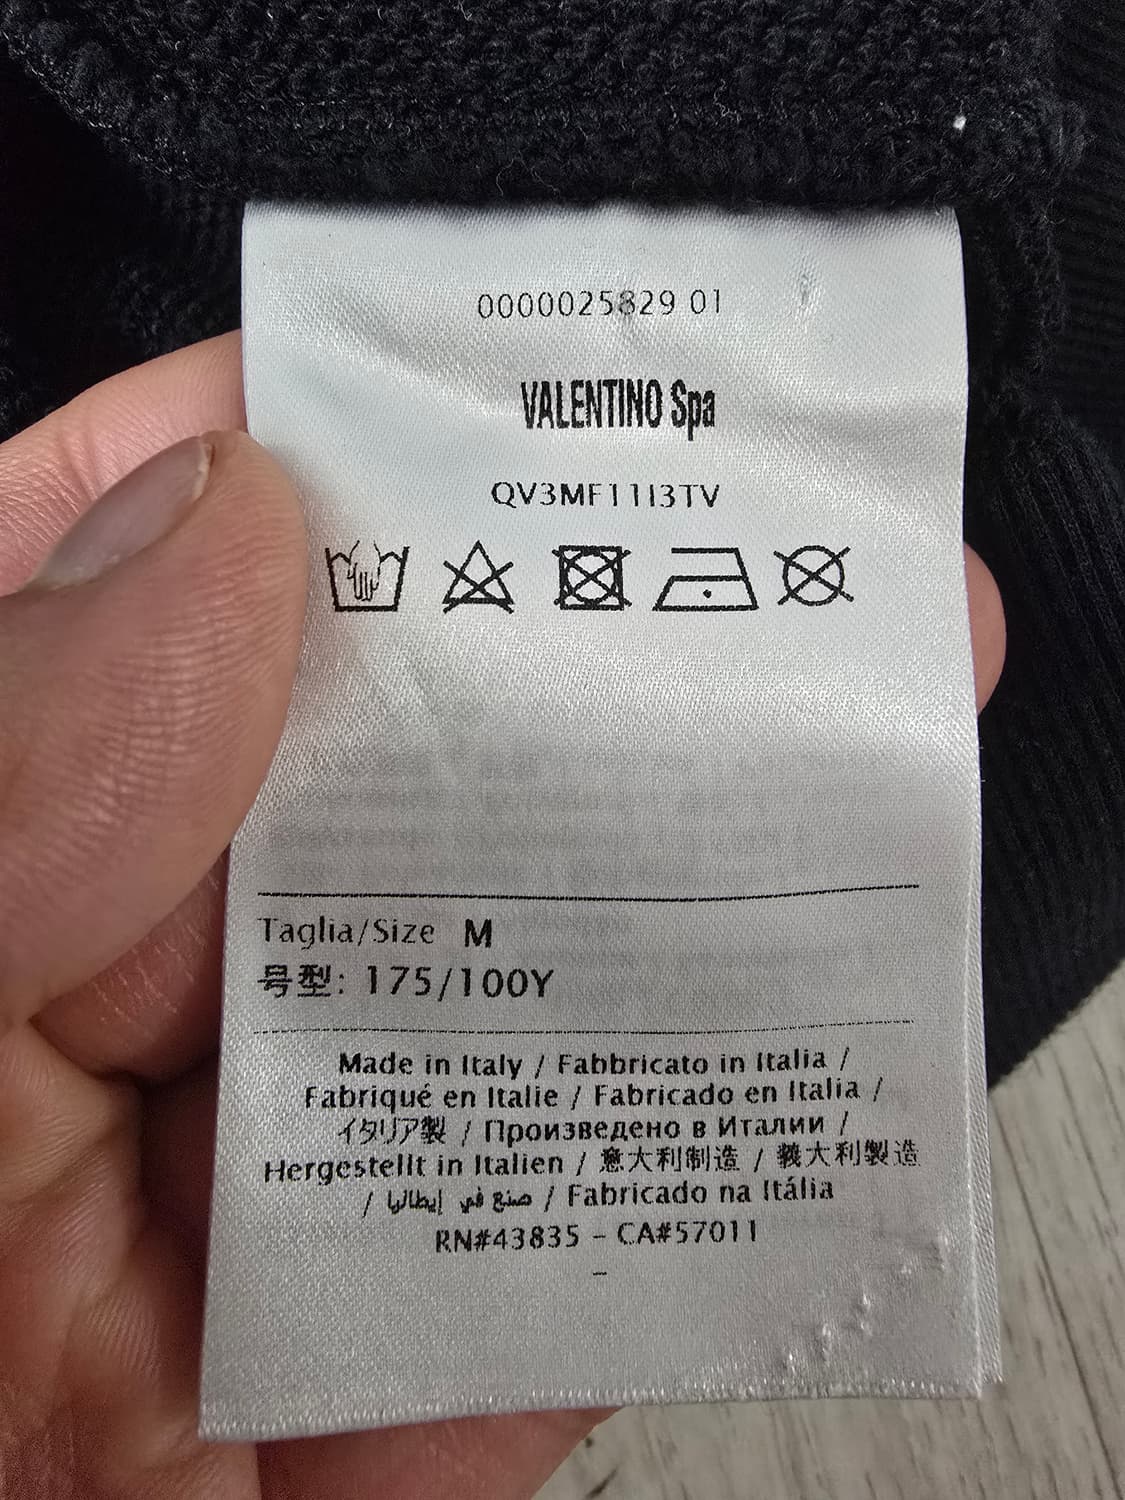 0000025829 01
VALENTINO Spa
QV3MF11I3TV
Taglia/Size M
号型: 175/100Y
Made in Italy / Fabbricato in Italia /
Fabriqué en Italie / Fabricado en Italia /
イタリア製 / Произведено в Италии /
Hergestellt in Italien / 意大利制造 / 義大利製造
/ صنع في إيطاليا / Fabricado na Itália
RN#43835 - CA#57011
-